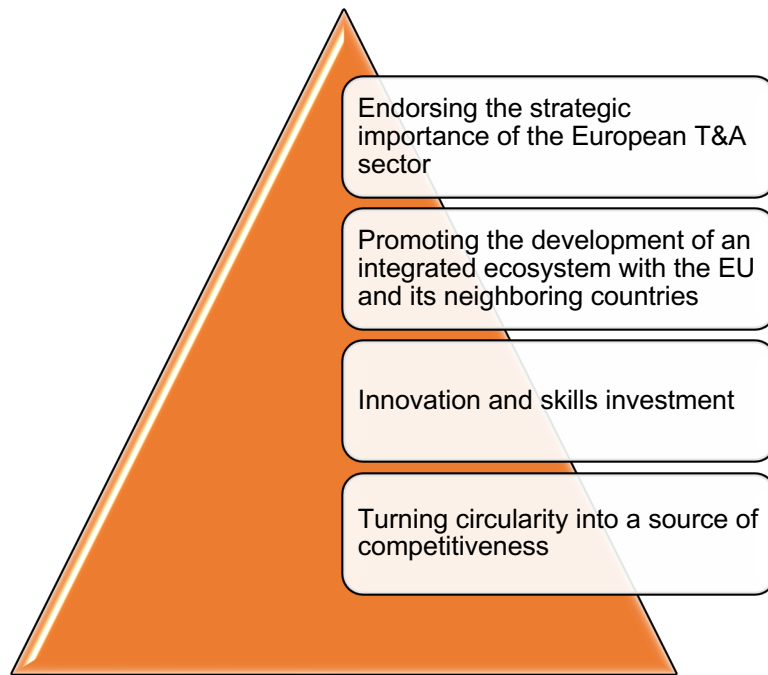 Endorsing the strategic
importance of the European T&A
sector
Promoting the development of an
integrated ecosystem with the EU
and its neighboring countries
Innovation and skills investment
Turning circularity into a source of
competitiveness